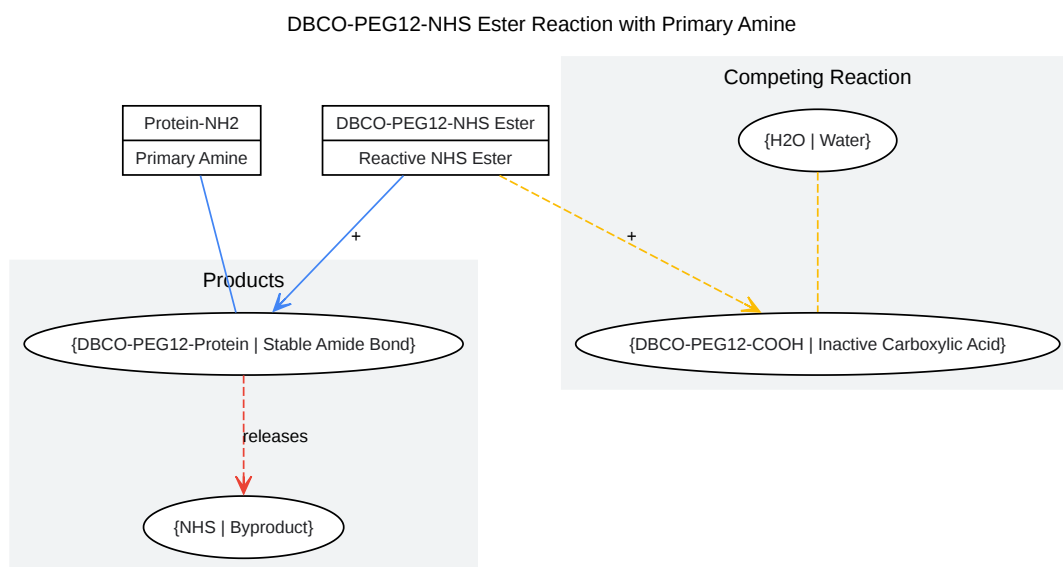 DBCO-PEG12-NHS Ester Reaction with Primary Amine
Competing Reaction
Protein-NH2
Primary Amine
DBCO-PEG12-NHS Ester
Reactive NHS Ester
{H2O | Water}
+
+
Products
{DBCO-PEG12-Protein | Stable Amide Bond}
{DBCO-PEG12-COOH | Inactive Carboxylic Acid}
releases
{NHS | Byproduct}